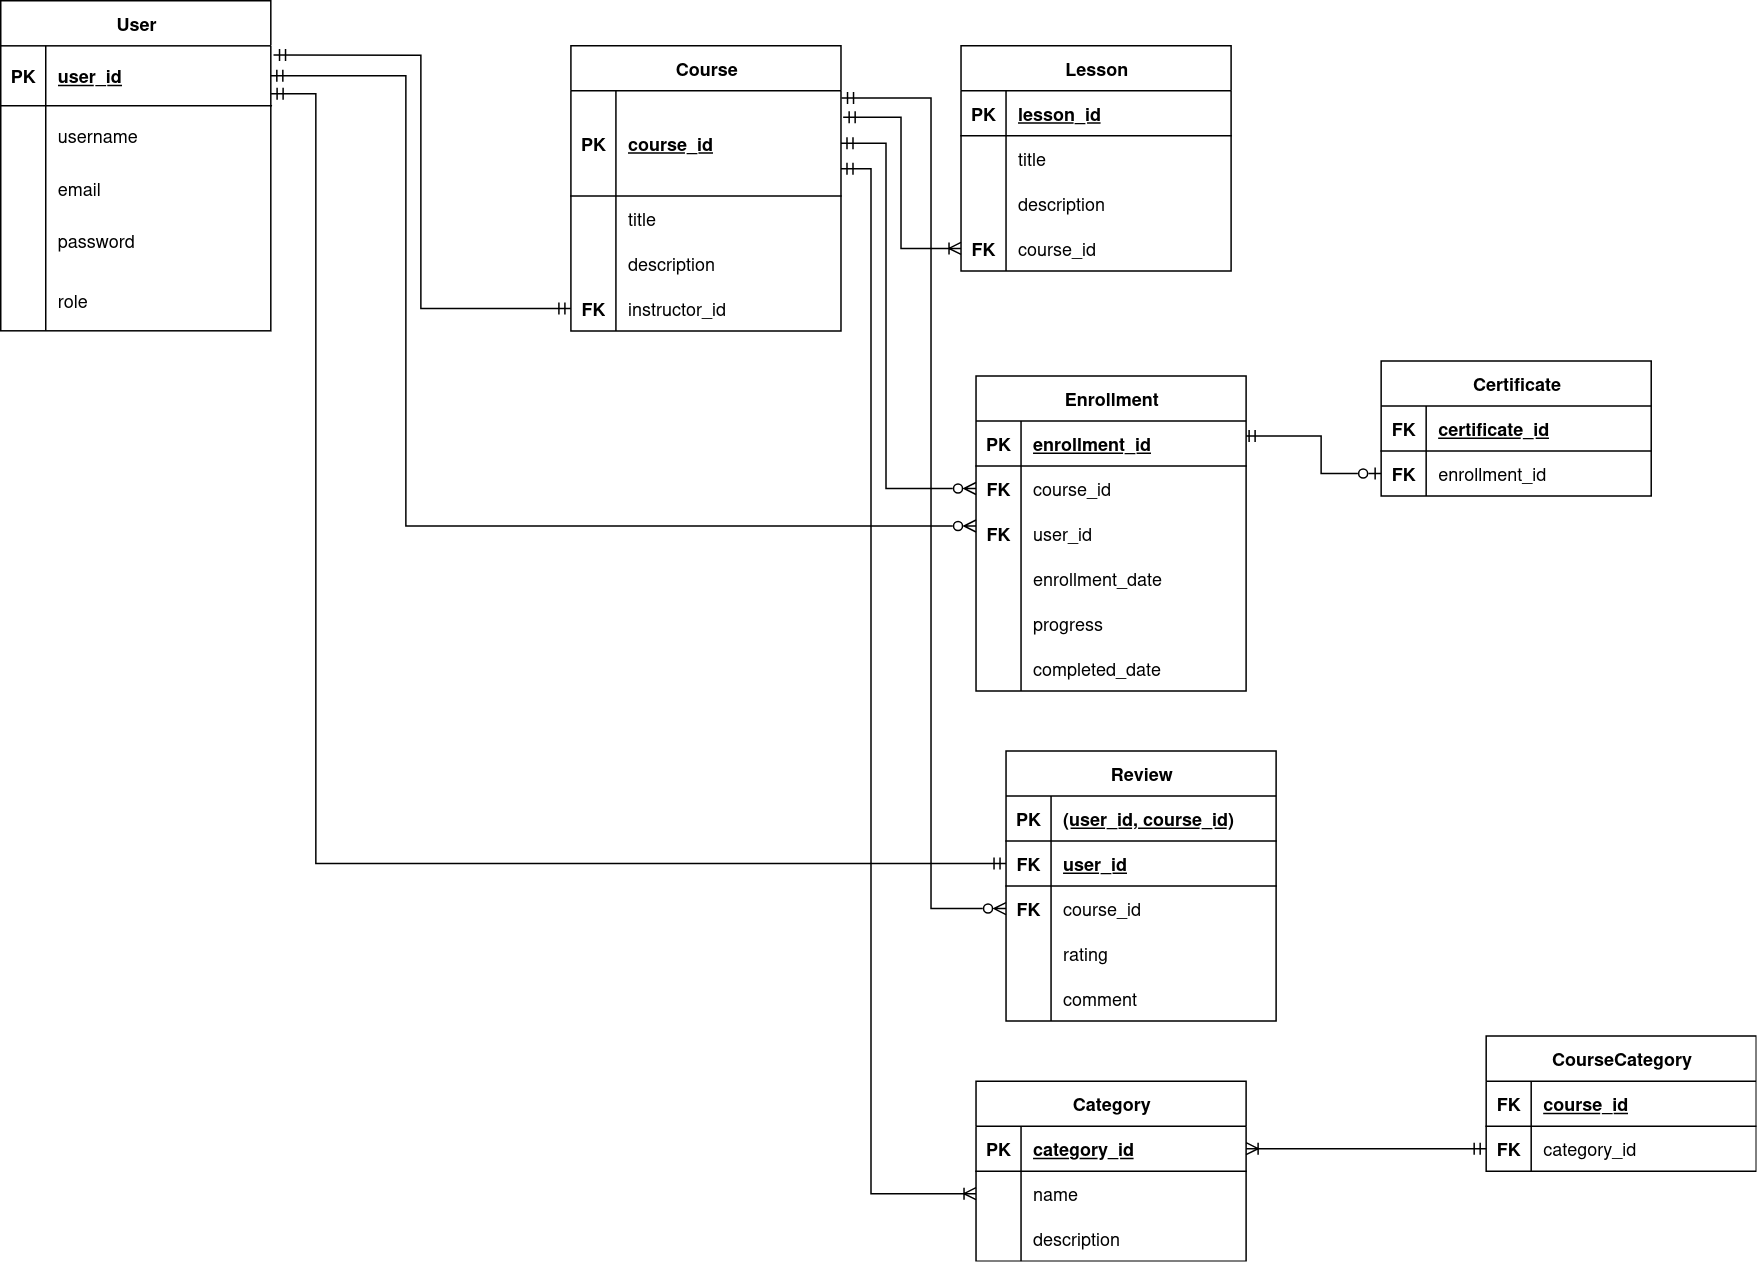 User
PK user_id
username
email
password
role
Course
PK course_id
title
description
FK instructor_id
Lesson
PK lesson_id
title
description
FK course_id
Enrollment
PK enrollment_id
FK course_id
FK user_id
enrollment_date
progress
completed_date
Certificate
FK certificate_id
FK enrollment_id
Review
PK (user_id, course_id)
FK user_id
FK course_id
rating
comment
Category
PK category_id
name
description
CourseCategory
FK course_id
FK category_id